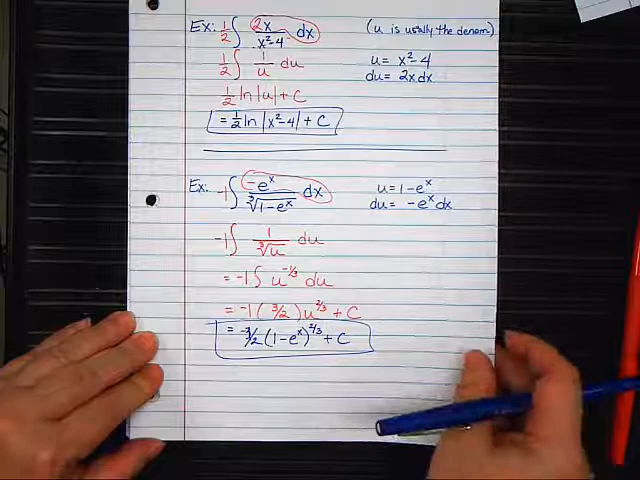 Ex: 1/2 ∫ 2x/(x²-4) dx (u is usually the denom)
1/2 ∫ 1/u du u = x²-4
du = 2x dx
1/2 ln|u| + C
= 1/2 ln|x²-4| + C
Ex: -1 ∫ -eˣ/∛(1-eˣ) dx u = 1-eˣ
du = -eˣ dx
-1 ∫ 1/∛u du
= -1 ∫ u^(-1/3) du
= -1 (3/2) u^(2/3) + C
= -3/2 (1-eˣ)^(2/3) + C